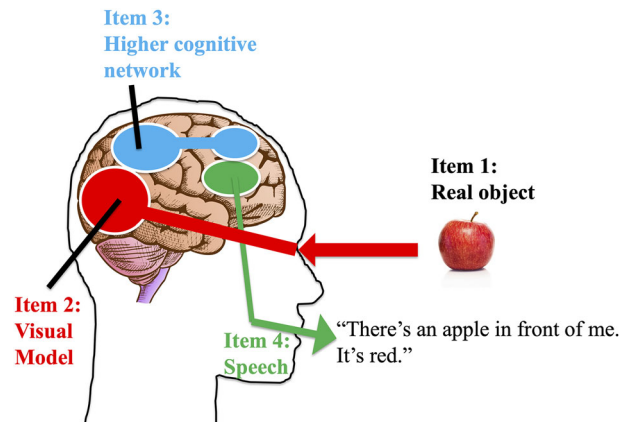 Item 3:
Higher cognitive
network
Item 1:
Real object
Item 2:
Visual
Model
Item 4:
Speech
“There’s an apple in front of me.
It’s red.”